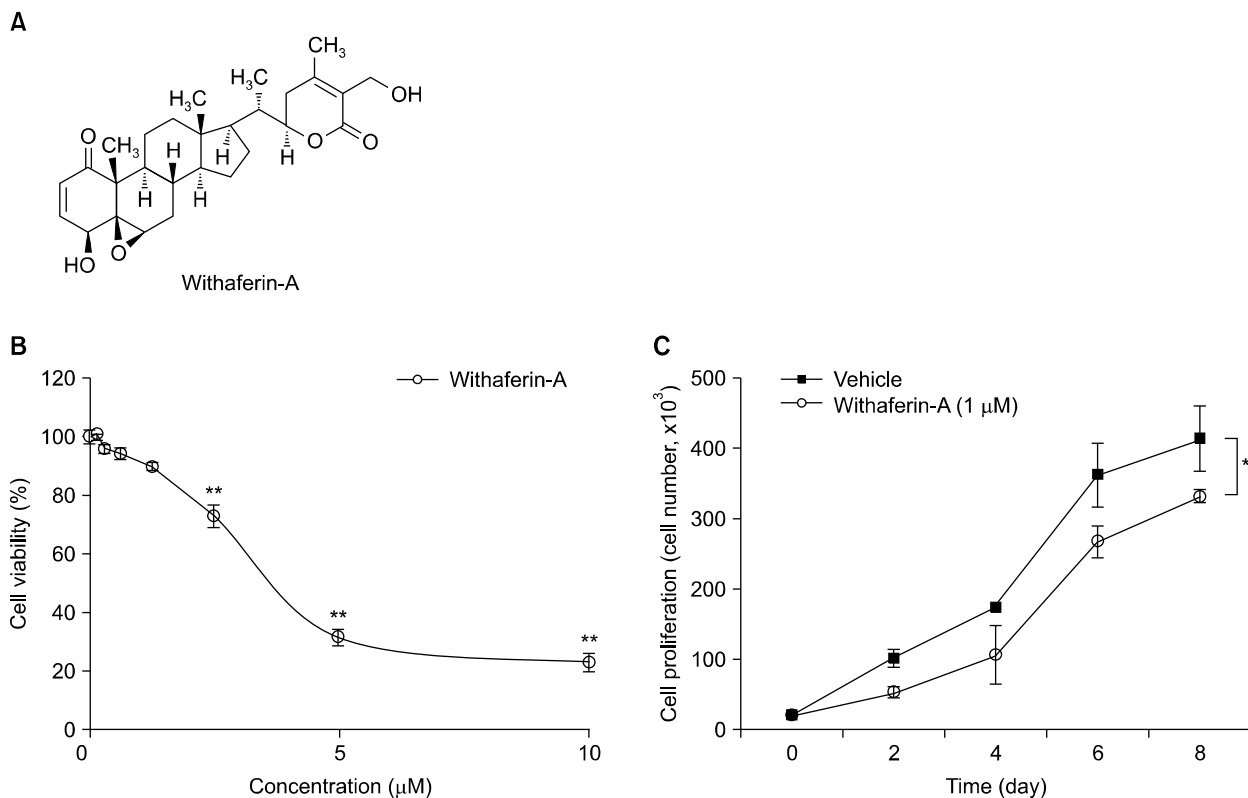 A
CH₃
H₃C
H₃C
OH
O
CH₃
H
H
O
O
H
H
H
HO
O
Withaferin-A
B
Withaferin-A
Cell viability (%)
120
100
80
60
40
20
0
**
**
**
0
5
10
Concentration (μM)
C
Vehicle
Withaferin-A (1 μM)
Cell proliferation (cell number, x10³)
500
400
300
200
100
0
*
0
2
4
6
8
Time (day)